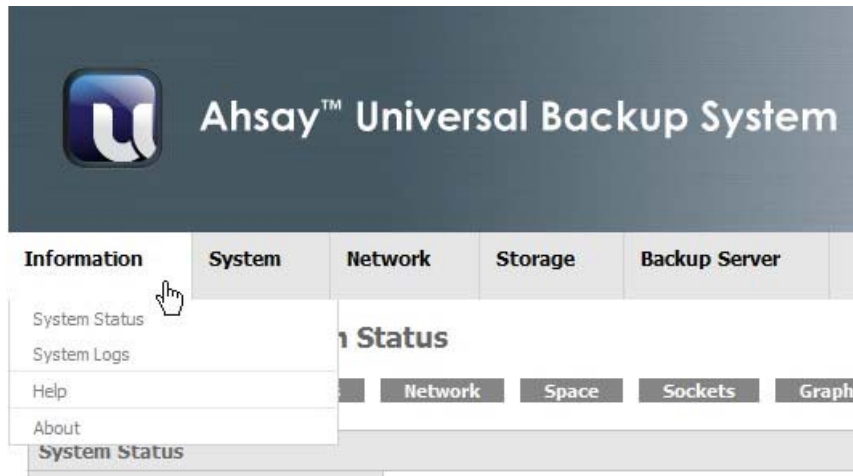 Ahsay™ Universal Backup System
Information System Network Storage Backup Server
System Status
System Logs
Help
About
Status
Network Space Sockets Graph
System Status